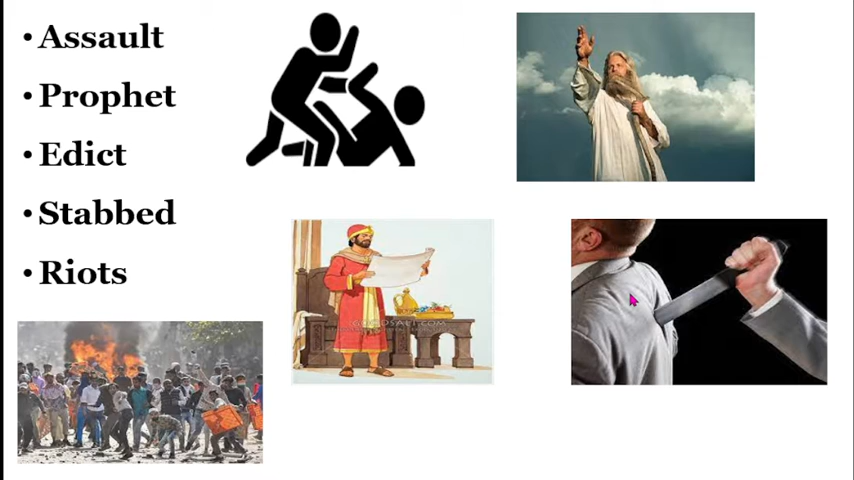 • Assault
• Prophet
• Edict
• Stabbed
• Riots